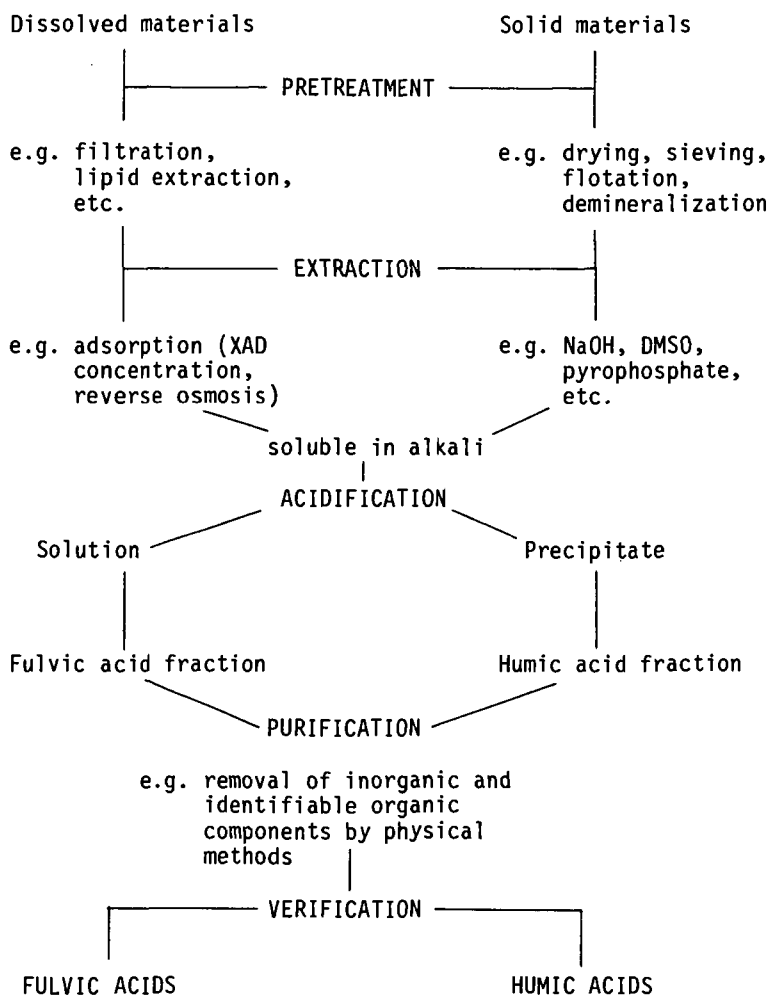 Dissolved materials
Solid materials
PRETREATMENT
e.g. filtration,
lipid extraction,
etc.
e.g. drying, sieving,
flotation,
demineralization
EXTRACTION
e.g. adsorption (XAD
concentration,
reverse osmosis)
e.g. NaOH, DMSO,
pyrophosphate,
etc.
soluble in alkali
ACIDIFICATION
Solution
Precipitate
Fulvic acid fraction
Humic acid fraction
PURIFICATION
e.g. removal of inorganic and
identifiable organic
components by physical
methods
VERIFICATION
FULVIC ACIDS
HUMIC ACIDS